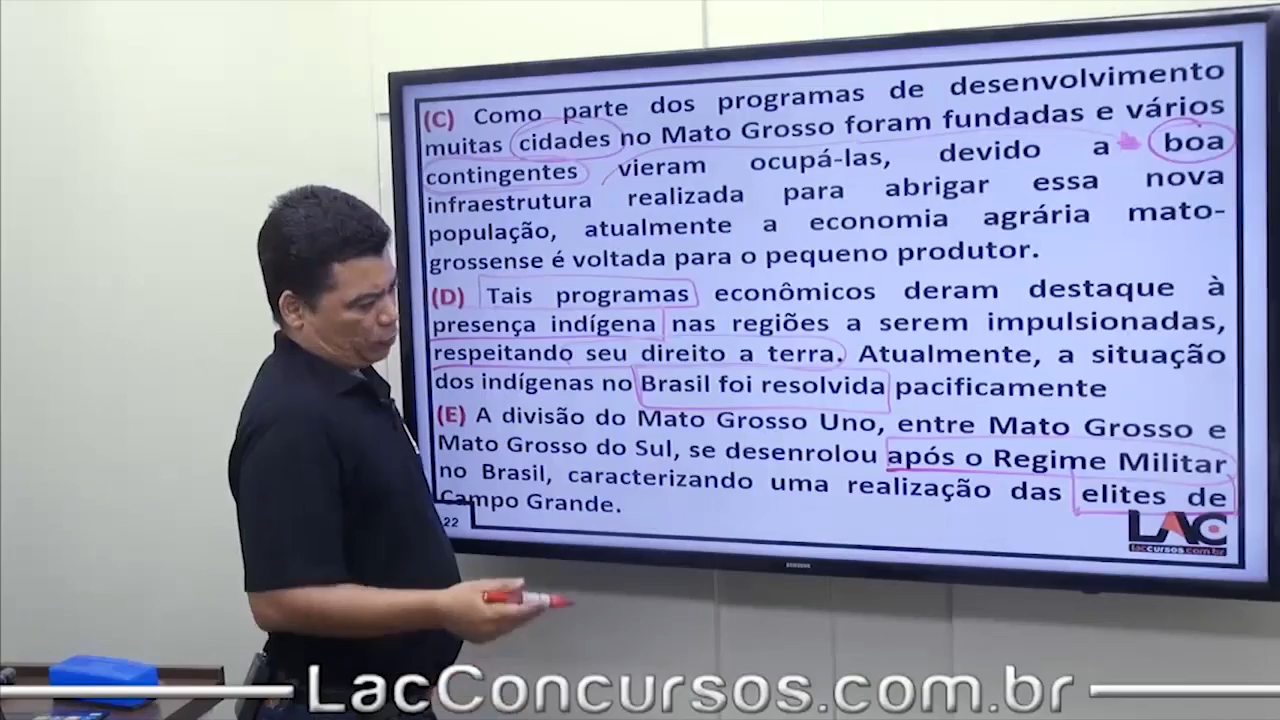 (C) Como parte dos programas de desenvolvimento
muitas cidades no Mato Grosso foram fundadas e vários
contingentes vieram ocupá-las, devido a boa
infraestrutura realizada para abrigar essa nova
população, atualmente a economia agrária mato-
grossense é voltada para o pequeno produtor.
(D) Tais programas econômicos deram destaque à
presença indígena nas regiões a serem impulsionadas,
respeitando seu direito a terra. Atualmente, a situação
dos indígenas no Brasil foi resolvida pacificamente
(E) A divisão do Mato Grosso Uno, entre Mato Grosso e
Mato Grosso do Sul, se desenrolou após o Regime Militar
no Brasil, caracterizando uma realização das elites de
Campo Grande.
22
LAC
laccursos.com.br
SAMSUNG
LacConcursos.com.br